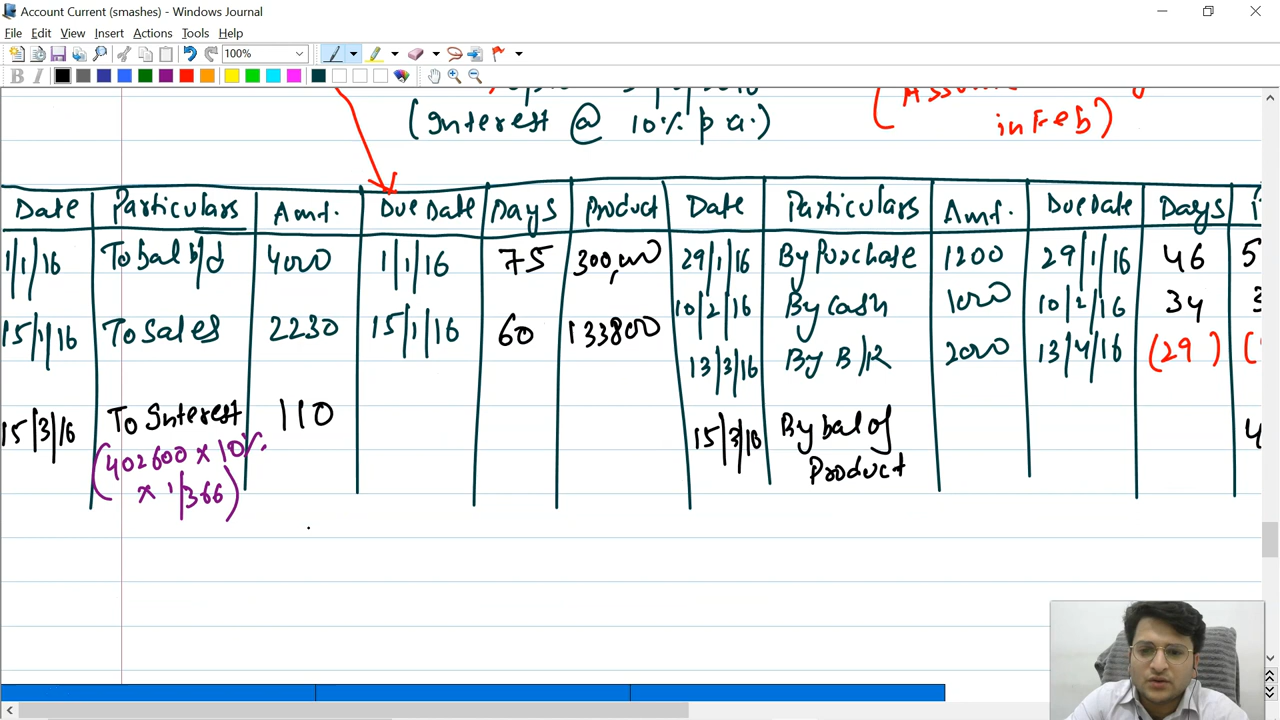 Account Current (smashes) - Windows Journal
File Edit View Insert Actions Tools Help
100%
(Interest @ 10% p a.)
in Feb)
Date Particulars Amt. Due Date Days Product Date Particulars Amt. Due Date Days
1/1/16 To bal b/d 4000 1/1/16 75 300,000 29/1/16 By Purchase 1200 29/1/16 46 5
10/2/16 By Cash 1000 10/2/16 34 3
15/1/16 To Sales 2230 15/1/16 60 133800
13/3/16 By B/R 2000 13/4/16 (29) (
15/3/16 To Interest 110 15/3/16 By bal of Product 4
(402600 x 10%
x 1/366)